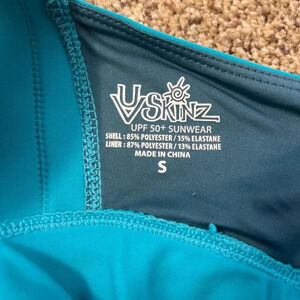 UV SKINZ
UPF 50+ SUNWEAR
SHELL : 85% POLYESTER / 15% ELASTANE
LINER : 87% POLYESTER / 13% ELASTANE
MADE IN CHINA
S